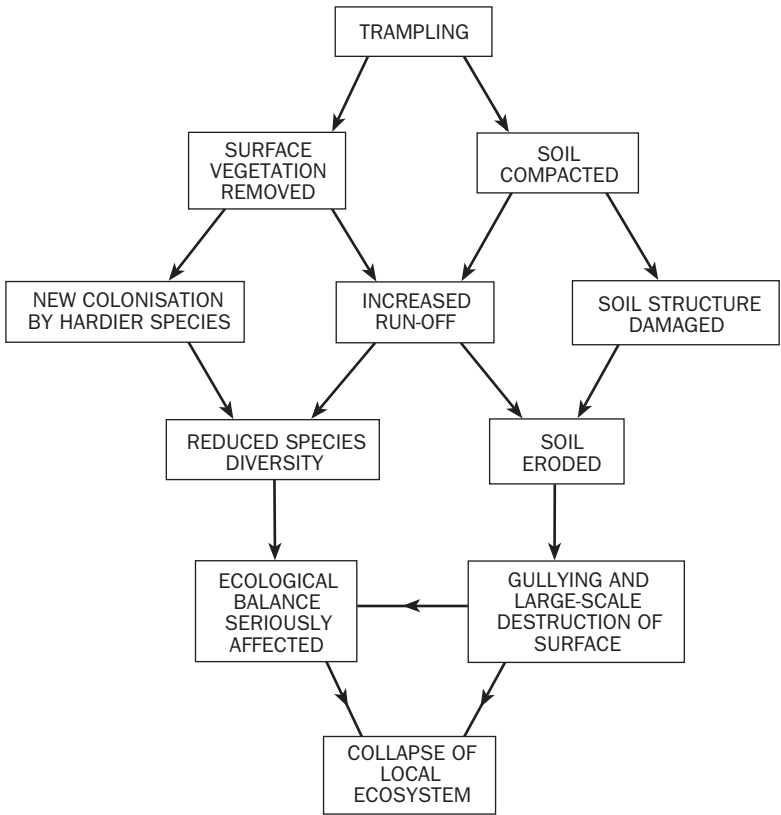 TRAMPLING
SURFACE
VEGETATION
REMOVED
SOIL
COMPACTED
NEW COLONISATION
BY HARDIER SPECIES
INCREASED
RUN-OFF
SOIL STRUCTURE
DAMAGED
REDUCED SPECIES
DIVERSITY
SOIL
ERODED
ECOLOGICAL
BALANCE
SERIOUSLY
AFFECTED
GULLYING AND
LARGE-SCALE
DESTRUCTION OF
SURFACE
COLLAPSE OF
LOCAL
ECOSYSTEM